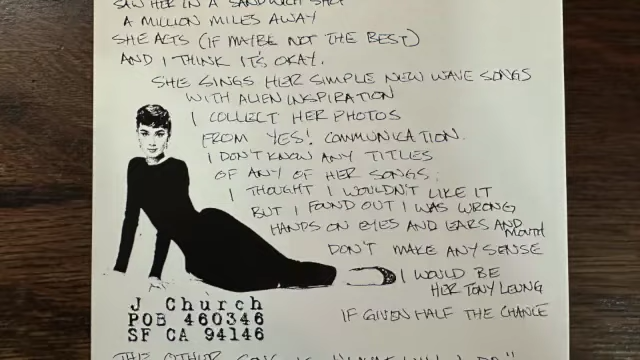 SAW HER IN A SANDWICH SHOP
A MILLION MILES AWAY
SHE ACTS (IF MAYBE NOT THE BEST)
AND I THINK IT'S OKAY.
SHE SINGS HER SIMPLE NEW WAVE SONGS
WITH ALIEN INSPIRATION
I COLLECT HER PHOTOS
FROM YES! COMMUNICATION.
I DON'T KNOW ANY TITLES
OF ANY OF HER SONGS.
I THOUGHT I WOULDN'T LIKE IT
BUT I FOUND OUT I WAS WRONG
HANDS ON EYES AND EARS AND MOUTH
DON'T MAKE ANY SENSE
I WOULD BE
HER TONY LEUNG
IF GIVEN HALF THE CHANCE
J Church
POB 460346
SF CA 94146
THE OTHER SONG IS